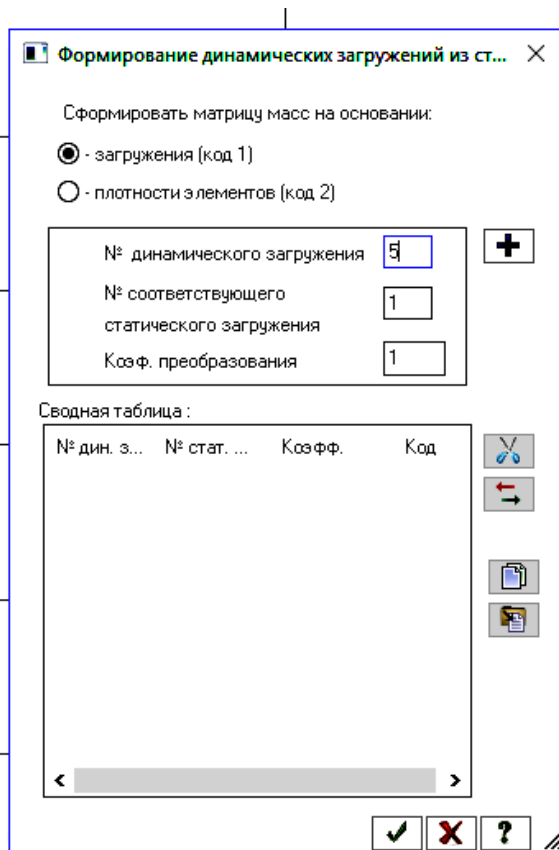 Формирование динамических загружений из ст...
Сформировать матрицу масс на основании:
- загружения (код 1)
- плотности элементов (код 2)
№ динамического загружения 5
№ соответствующего
статического загружения 1
Коэф. преобразования 1
Сводная таблица :
№ дин. з... № стат. ... Коэфф. Код